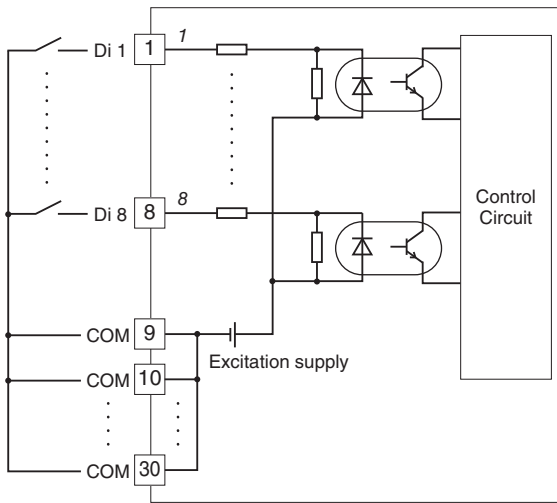 Di 1 1 1
Di 8 8 8
Control
Circuit
COM 9
Excitation supply
COM 10
COM 30